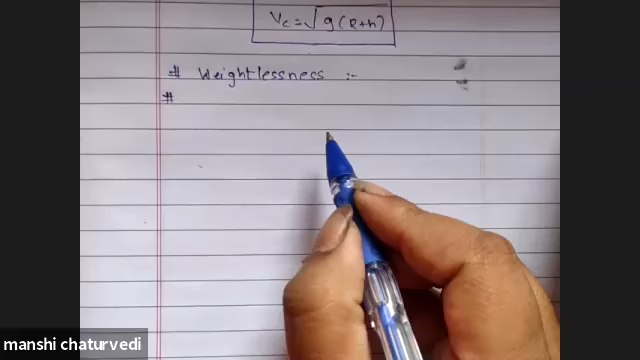 Vc = √g(R+h)
# Weightlessness :-
#
manshi chaturvedi